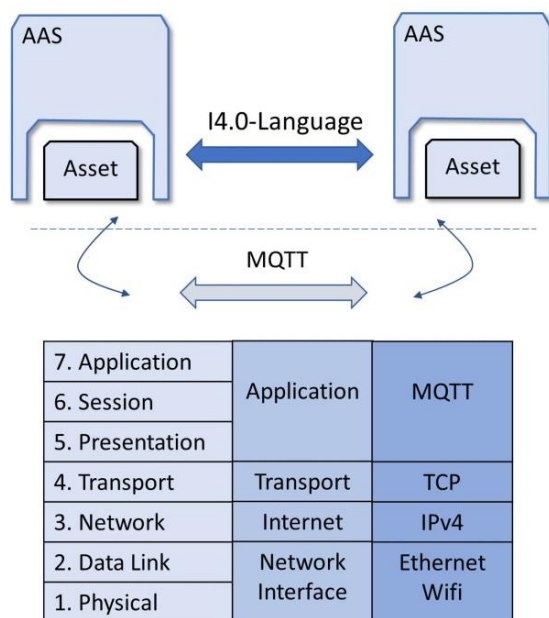 AAS
AAS
I4.0-Language
Asset
Asset
MQTT
7. Application
6. Session
5. Presentation
Application
MQTT
4. Transport
Transport
TCP
3. Network
Internet
IPv4
2. Data Link
1. Physical
Network
Interface
Ethernet
Wifi